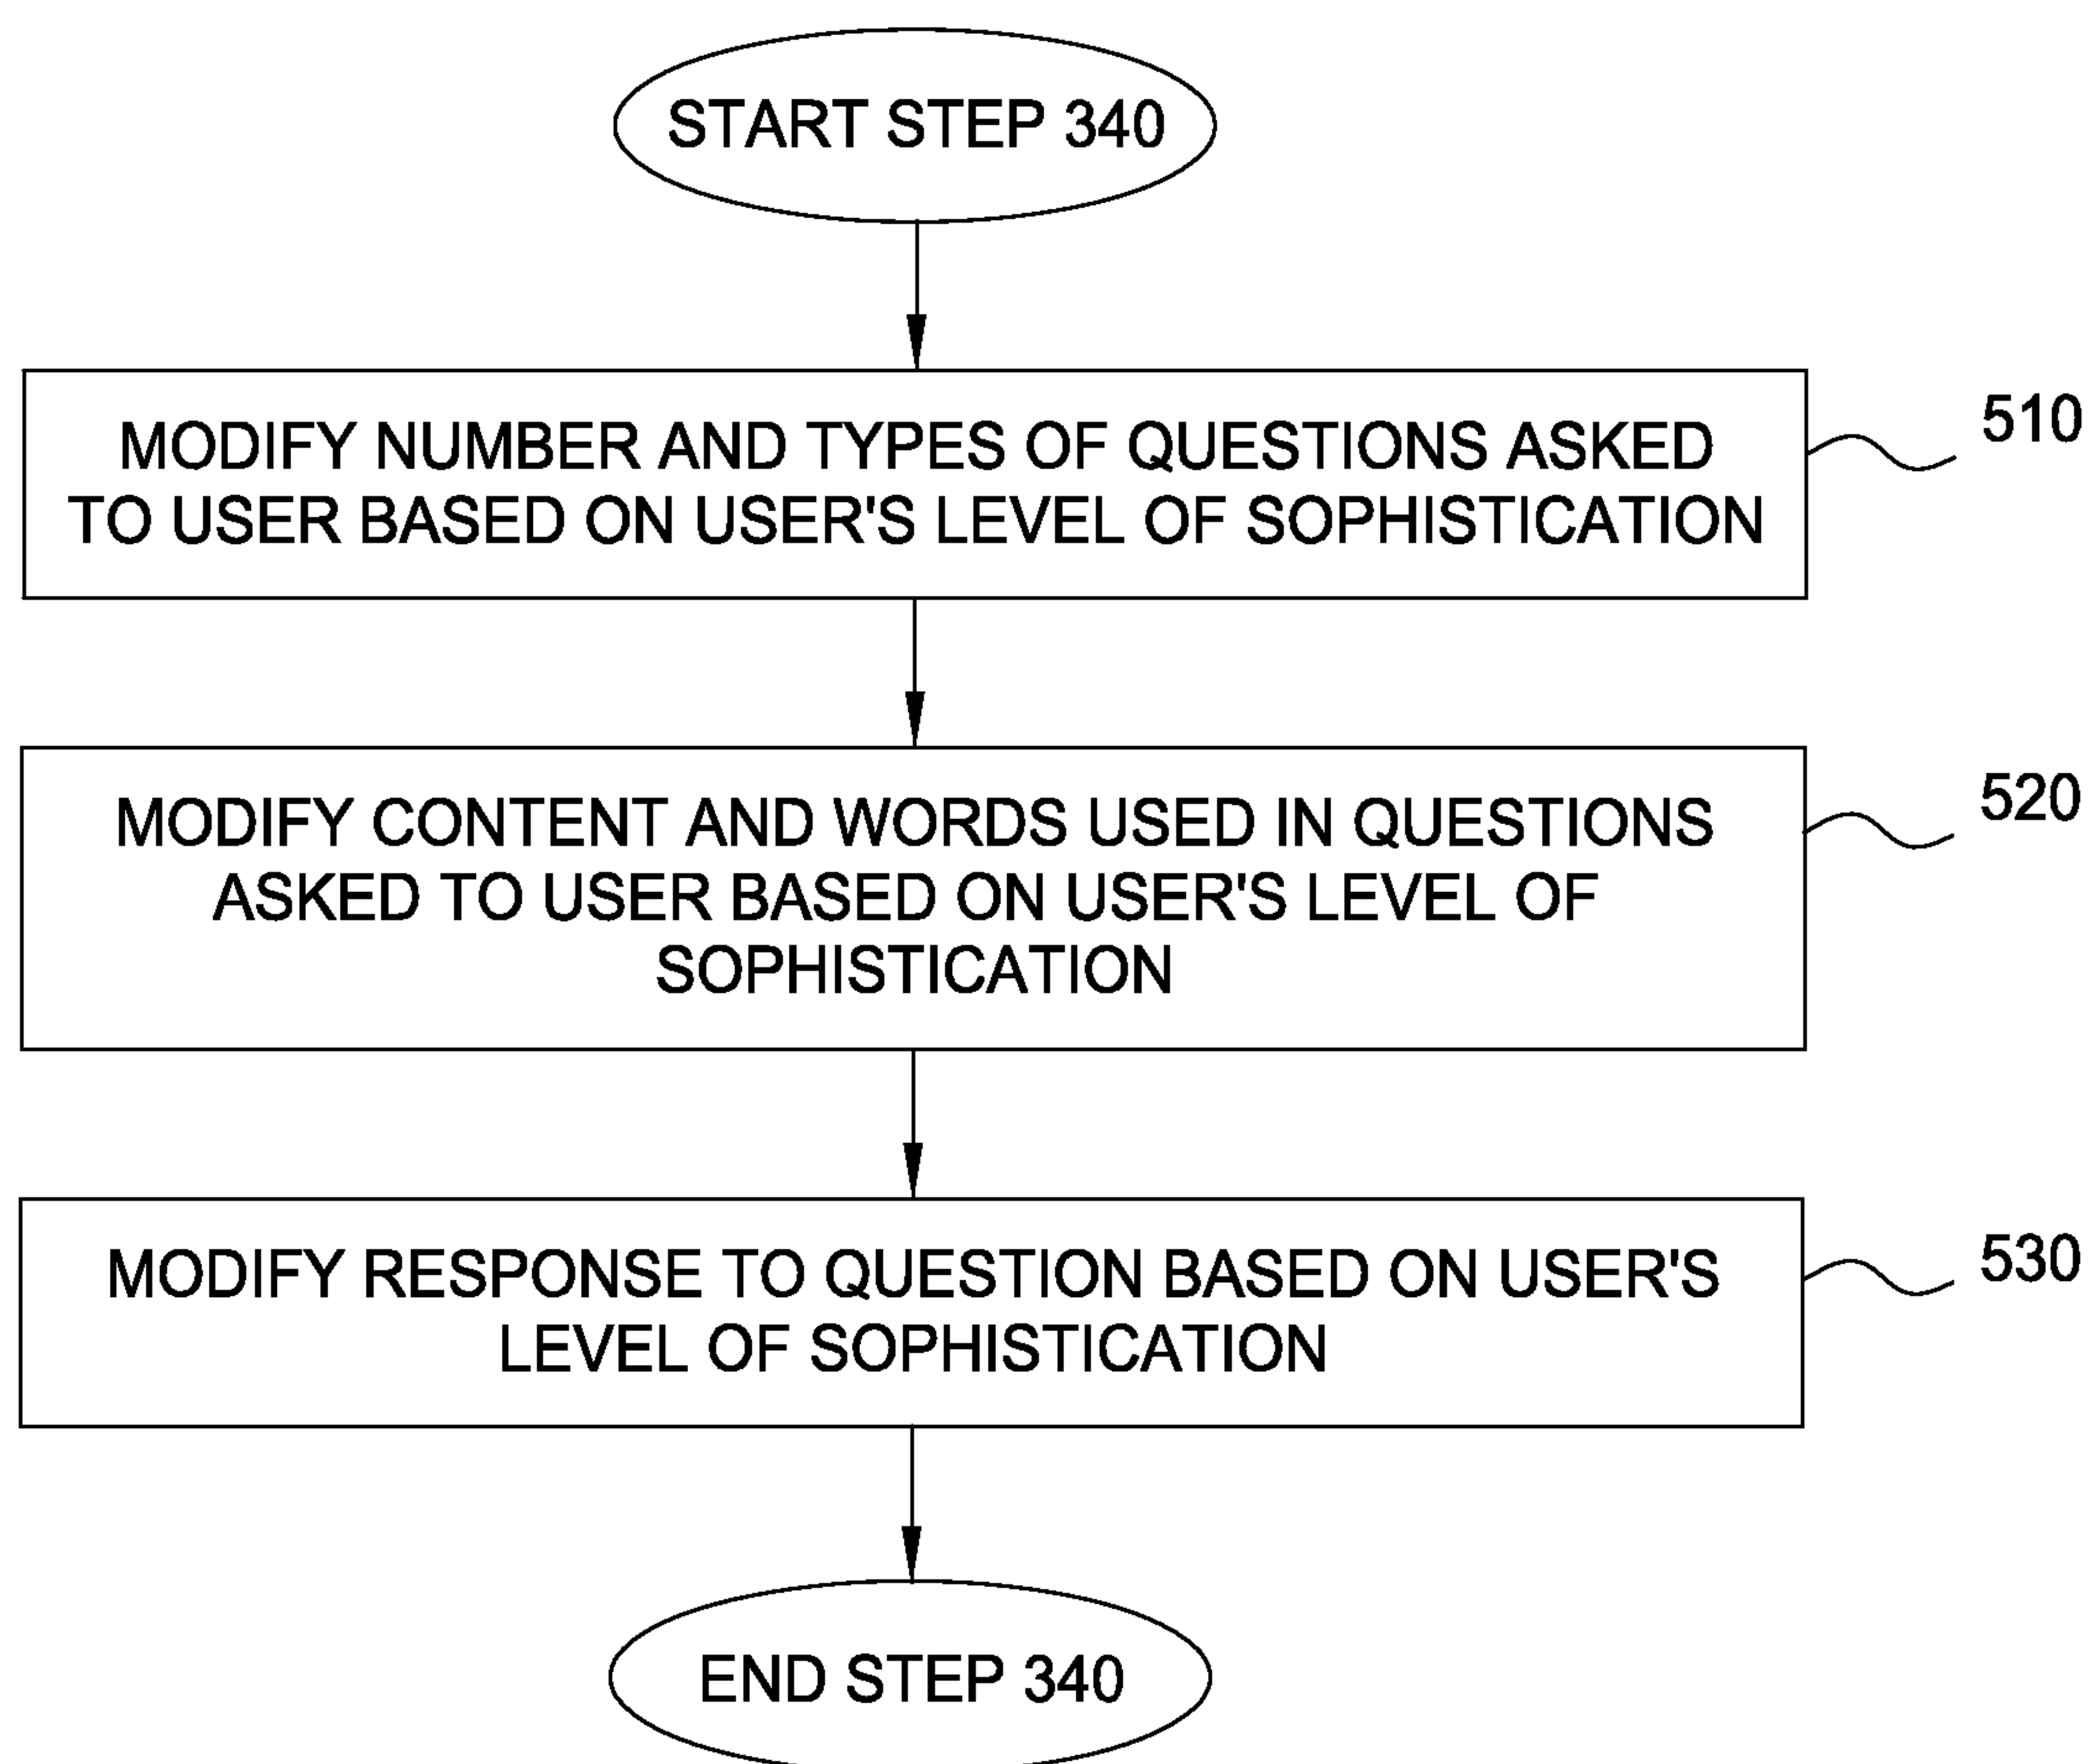 START STEP 340
MODIFY NUMBER AND TYPES OF QUESTIONS ASKED
TO USER BASED ON USER'S LEVEL OF SOPHISTICATION
510
MODIFY CONTENT AND WORDS USED IN QUESTIONS
ASKED TO USER BASED ON USER'S LEVEL OF
SOPHISTICATION
520
MODIFY RESPONSE TO QUESTION BASED ON USER'S
LEVEL OF SOPHISTICATION
530
END STEP 340